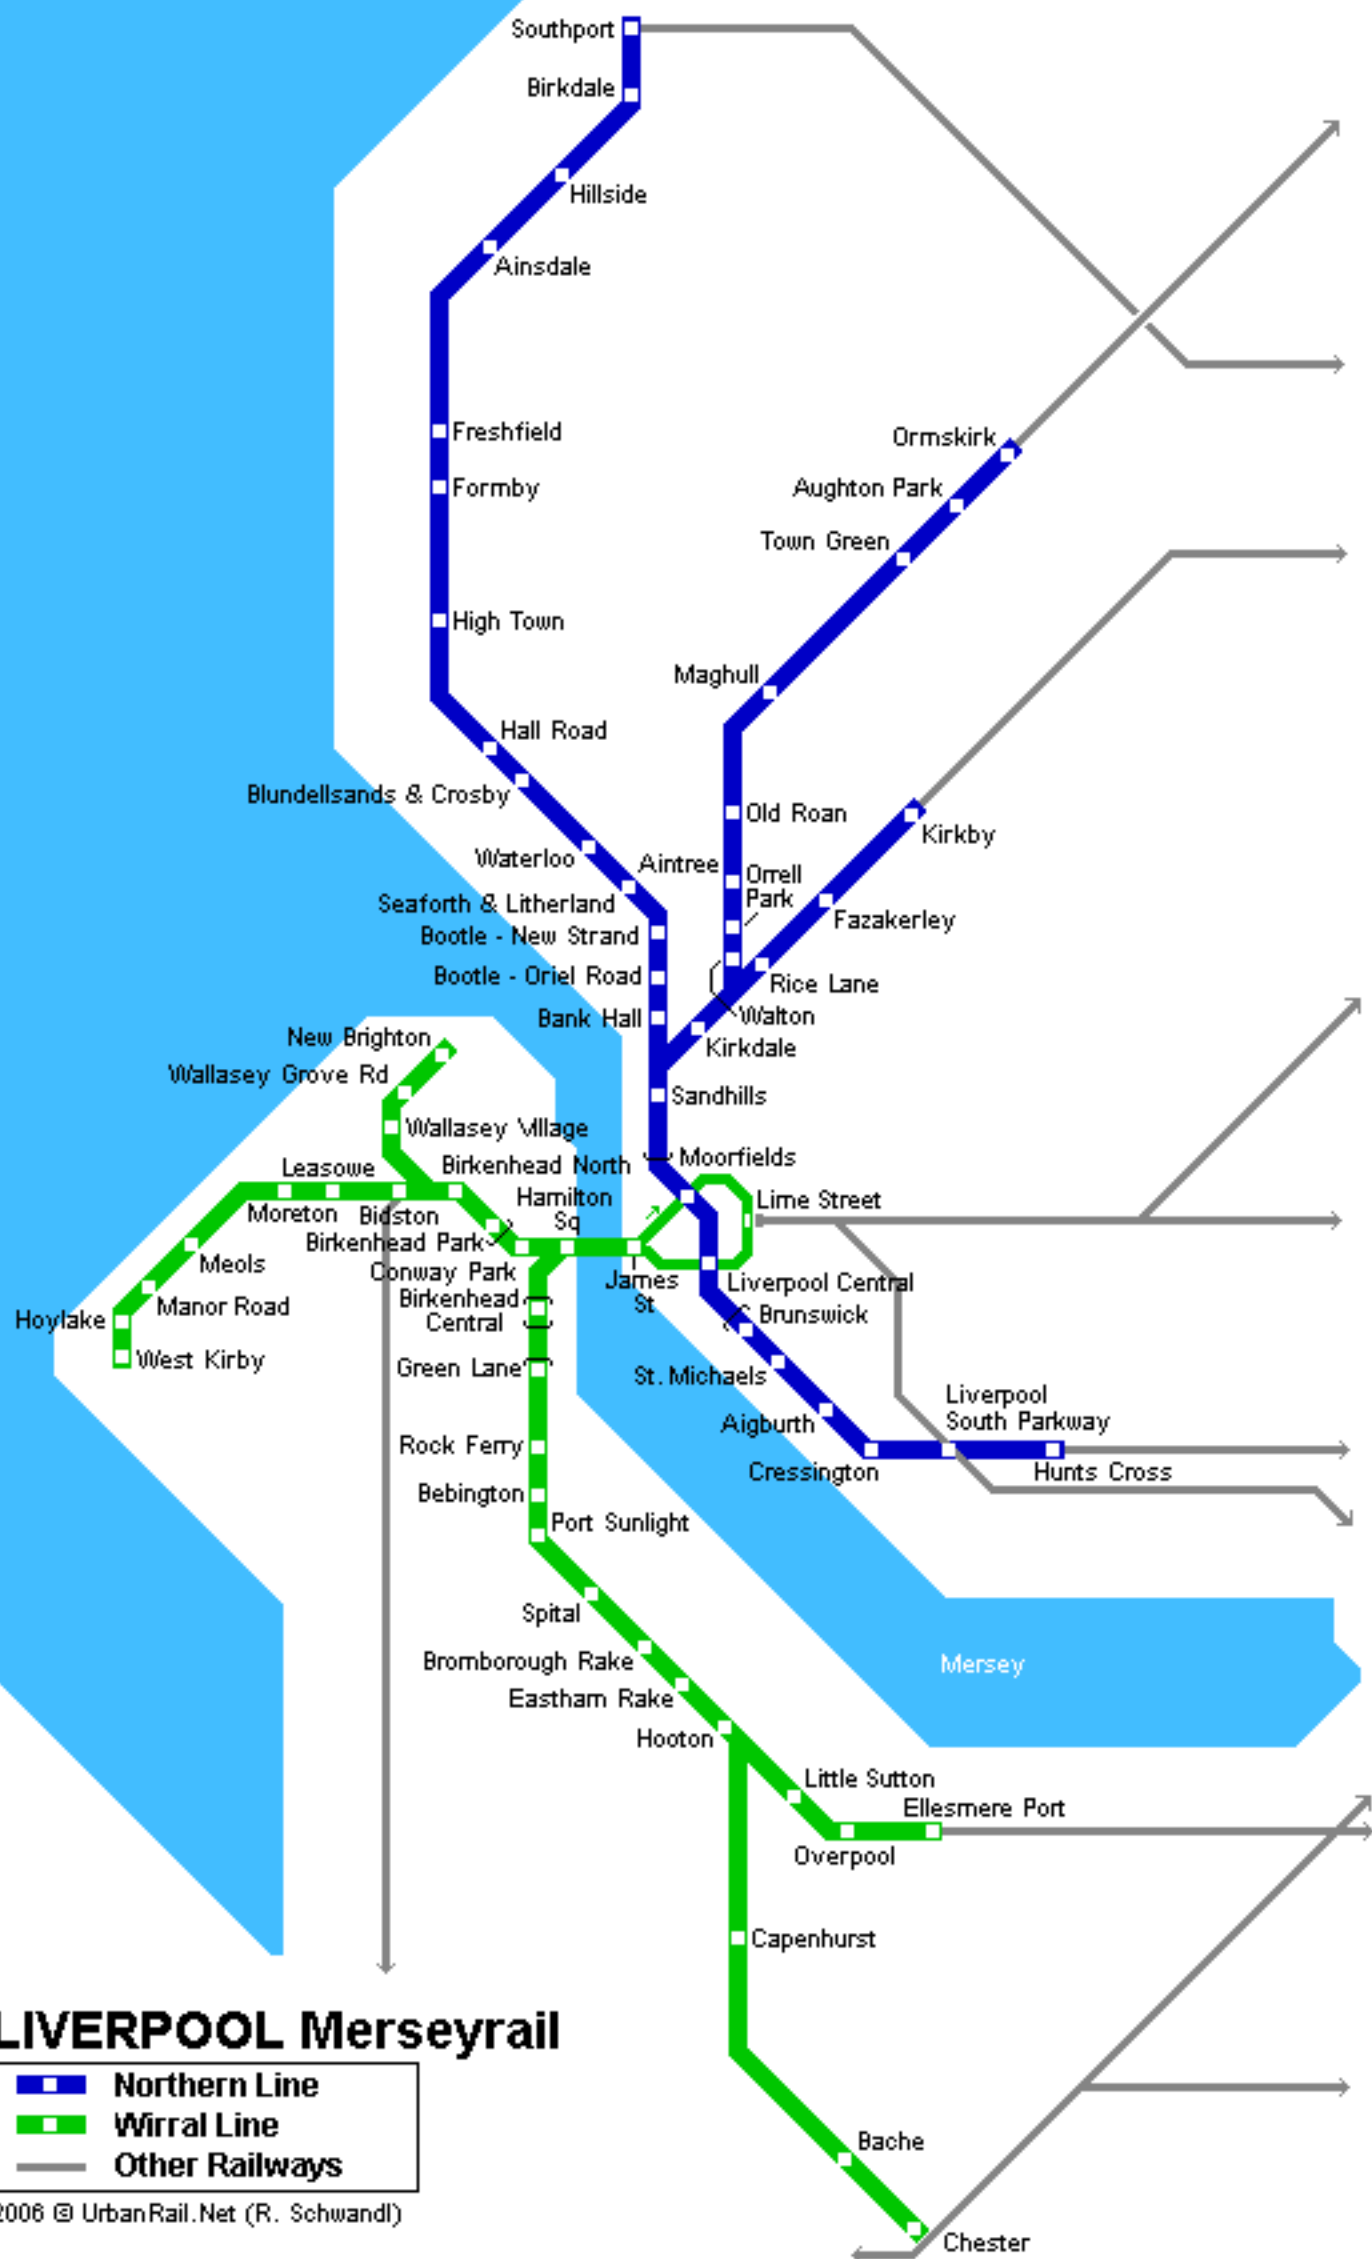 Southport
Birkdale
Hillside
Ainsdale
Freshfield
Formby
Ormskirk
Aughton Park
Town Green
High Town
Maghull
Hall Road
Blundellsands & Crosby
Old Roan
Kirkby
Waterloo
Aintree
Orrell
Park
Seaforth & Litherland
Fazakerley
Bootle - New Strand
Bootle - Oriel Road
Rice Lane
Bank Hall
Walton
Kirkdale
New Brighton
Wallasey Grove Rd
Sandhills
Wallasey Village
Moorfields
Leasowe
Birkenhead North
Hamilton
Sq
Lime Street
Moreton
Bidston
Birkenhead Park
Meols
Conway Park
James
St
Liverpool Central
Manor Road
Birkenhead
Central
Brunswick
Hoylake
West Kirby
Green Lane
St. Michaels
Liverpool
South Parkway
Aigburth
Rock Ferry
Cressington
Hunts Cross
Bebington
Port Sunlight
Spital
Bromborough Rake
Mersey
Eastham Rake
Hooton
Little Sutton
Ellesmere Port
Overpool
Capenhurst
LIVERPOOL Merseyrail
Northern Line
Wirral Line
Other Railways
2006 © UrbanRail.Net (R. Schwandl)
Bache
Chester